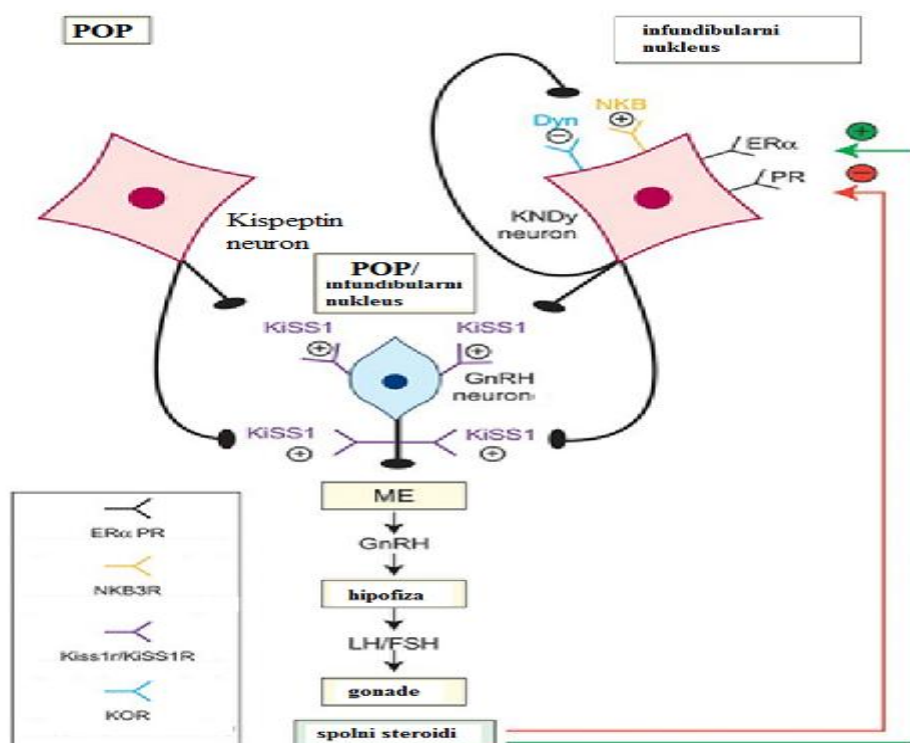 POP
infundibularni
nukleus
NKB
+
Dyn
−
+
ERα
−
PR
KNDy
neuron
Kispeptin
neuron
POP/
infundibularni
nukleus
KiSS1
KiSS1
+
+
GnRH
neuron
KiSS1
KiSS1
+
+
ME
GnRH
hipofiza
LH/FSH
gonade
spolni steroidi
ERα PR
NKB3R
Kiss1r/KiSS1R
KOR